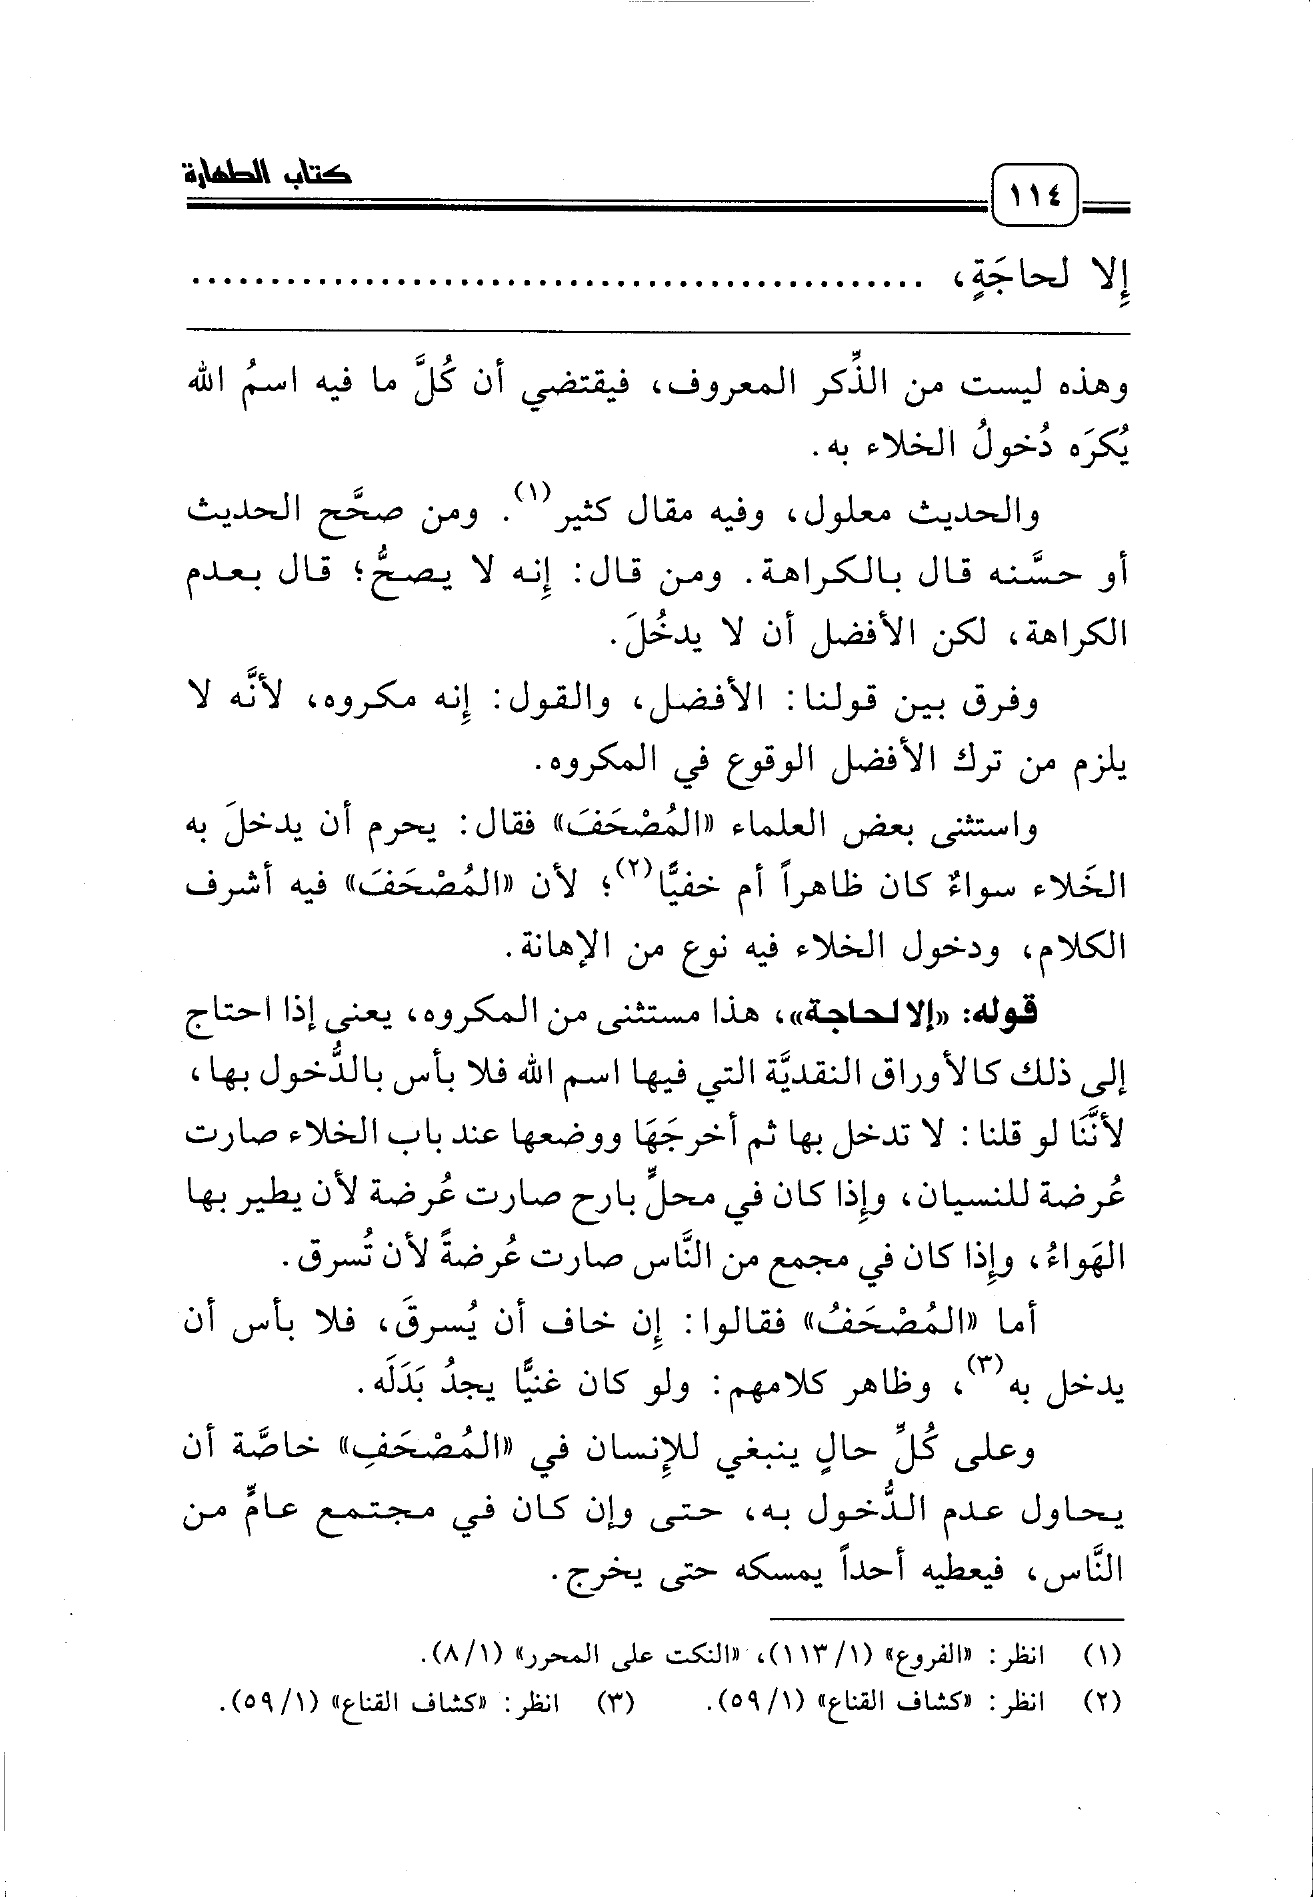 كتاب الطهارة
١١٤
إِلا لحاجَةٍ، ..............................................
وهذه ليست من الذِّكر المعروف، فيقتضي أن كُلَّ ما فيه اسمُ الله
يُكرَه دُخولُ الخلاء به.
والحديث معلول، وفيه مقال كثير(١). ومن صحَّح الحديث
أو حسَّنه قال بالكراهة. ومن قال: إِنه لا يصحُّ؛ قال بعدم
الكراهة، لكن الأفضل أن لا يدخُلَ.
وفرق بين قولنا: الأفضل، والقول: إِنه مكروه، لأنَّه لا
يلزم من ترك الأفضل الوقوع في المكروه.
واستثنى بعض العلماء «المُصْحَفَ» فقال: يحرم أن يدخلَ به
الخَلاء سواءٌ كان ظاهراً أم خفيًّا(٢)؛ لأن «المُصْحَفَ» فيه أشرف
الكلام، ودخول الخلاء فيه نوع من الإهانة.
قوله: «إلا لحاجة»، هذا مستثنى من المكروه، يعني إذا احتاج
إلى ذلك كالأوراق النقديَّة التي فيها اسم الله فلا بأس بالدُّخول بها،
لأنَّنَا لو قلنا: لا تدخل بها ثم أخرجَهَا ووضعها عند باب الخلاء صارت
عُرضة للنسيان، وإِذا كان في محلٍّ بارح صارت عُرضة لأن يطير بها
الهَواءُ، وإِذا كان في مجمع من النَّاس صارت عُرضةً لأن تُسرق.
أما «المُصْحَفُ» فقالوا: إِن خاف أن يُسرقَ، فلا بأس أن
يدخل به(٣)، وظاهر كلامهم: ولو كان غنيًّا يجدُ بَدَلَه.
وعلى كُلِّ حالٍ ينبغي للإِنسان في «المُصْحَفِ» خاصَّة أن
يحاول عدم الدُّخول به، حتى وإن كان في مجتمع عامٍّ من
النَّاس، فيعطيه أحداً يمسكه حتى يخرج.
(١) انظر: «الفروع» (١/ ١١٣)، «النكت على المحرر» (١/ ٨).
(٢) انظر: «كشاف القناع» (١/ ٥٩). (٣) انظر: «كشاف القناع» (١/ ٥٩).